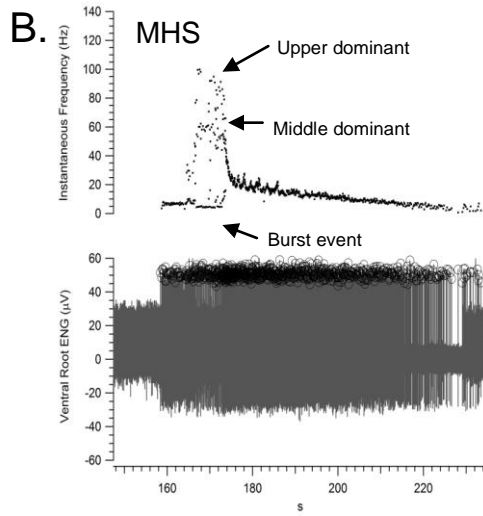 B.
MHS
Upper dominant
Middle dominant
Burst event
Instantaneous Frequency (Hz)
140
120
100
80
60
40
20
0
Ventral Root ENG (µV)
60
40
20
0
-20
-40
-60
160
180
200
220
s